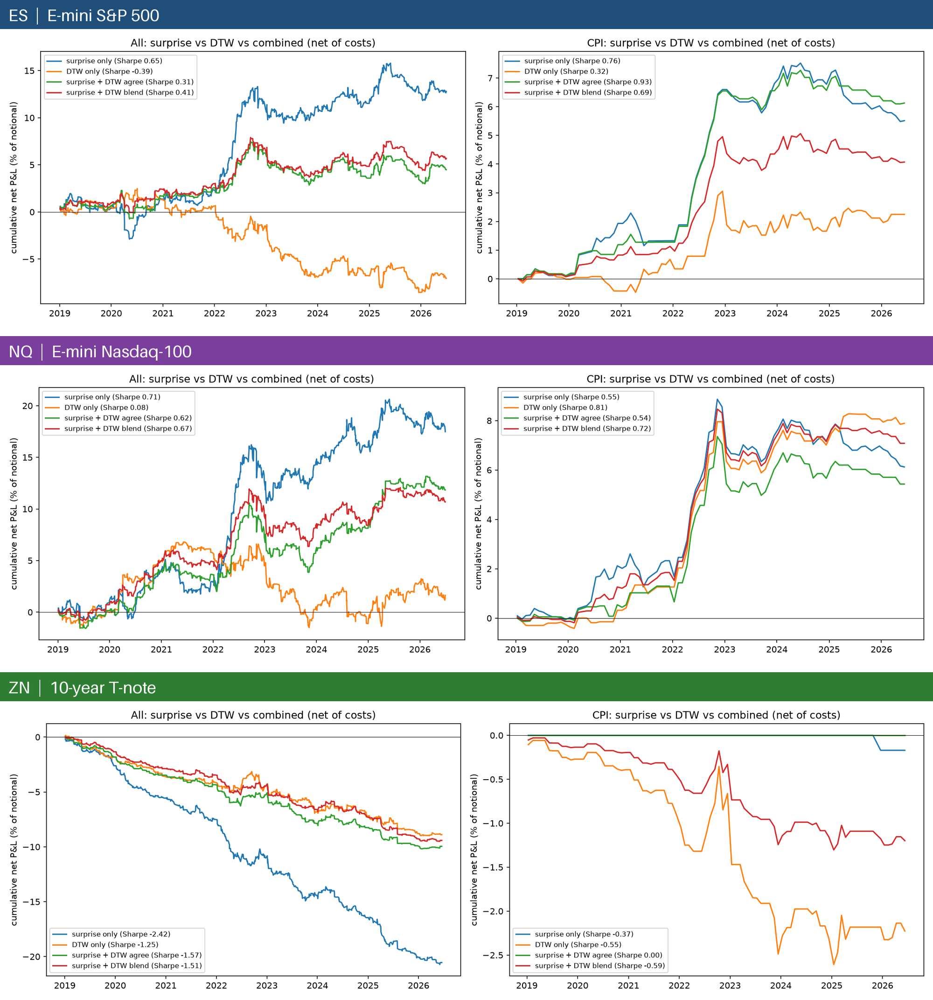 ES | E-mini S&P 500
All: surprise vs DTW vs combined (net of costs)
surprise only (Sharpe 0.65)
DTW only (Sharpe -0.39)
surprise + DTW agree (Sharpe 0.31)
surprise + DTW blend (Sharpe 0.41)
cumulative net P&L (% of notional)
15
10
5
0
−5
2019 2020 2021 2022 2023 2024 2025 2026
CPI: surprise vs DTW vs combined (net of costs)
surprise only (Sharpe 0.76)
DTW only (Sharpe 0.32)
surprise + DTW agree (Sharpe 0.93)
surprise + DTW blend (Sharpe 0.69)
cumulative net P&L (% of notional)
7
6
5
4
3
2
1
0
2019 2020 2021 2022 2023 2024 2025 2026
NQ | E-mini Nasdaq-100
All: surprise vs DTW vs combined (net of costs)
surprise only (Sharpe 0.71)
DTW only (Sharpe 0.08)
surprise + DTW agree (Sharpe 0.62)
surprise + DTW blend (Sharpe 0.67)
cumulative net P&L (% of notional)
20
15
10
5
0
2019 2020 2021 2022 2023 2024 2025 2026
CPI: surprise vs DTW vs combined (net of costs)
surprise only (Sharpe 0.55)
DTW only (Sharpe 0.81)
surprise + DTW agree (Sharpe 0.54)
surprise + DTW blend (Sharpe 0.72)
cumulative net P&L (% of notional)
8
6
4
2
0
2019 2020 2021 2022 2023 2024 2025 2026
ZN | 10-year T-note
All: surprise vs DTW vs combined (net of costs)
cumulative net P&L (% of notional)
0
−5
−10
−15
−20
surprise only (Sharpe -2.42)
DTW only (Sharpe -1.25)
surprise + DTW agree (Sharpe -1.57)
surprise + DTW blend (Sharpe -1.51)
2019 2020 2021 2022 2023 2024 2025 2026
CPI: surprise vs DTW vs combined (net of costs)
cumulative net P&L (% of notional)
0.0
−0.5
−1.0
−1.5
−2.0
−2.5
surprise only (Sharpe -0.37)
DTW only (Sharpe -0.55)
surprise + DTW agree (Sharpe 0.00)
surprise + DTW blend (Sharpe -0.59)
2019 2020 2021 2022 2023 2024 2025 2026